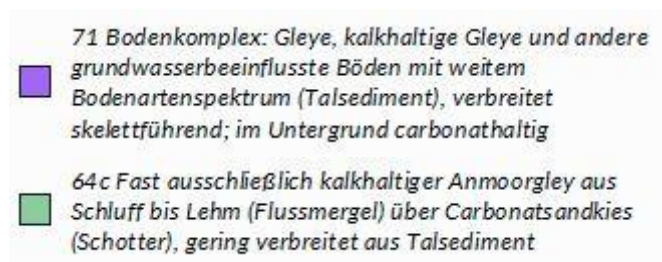 71 Bodenkomplex: Gleye, kalkhaltige Gleye und andere
grundwasserbeeinflusste Böden mit weitem
Bodenartenspektrum (Talsediment), verbreitet
skelettführend; im Untergrund carbonathaltig
64c Fast ausschließlich kalkhaltiger Anmoorgley aus
Schluff bis Lehm (Flussmergel) über Carbonatsandkies
(Schotter), gering verbreitet aus Talsediment